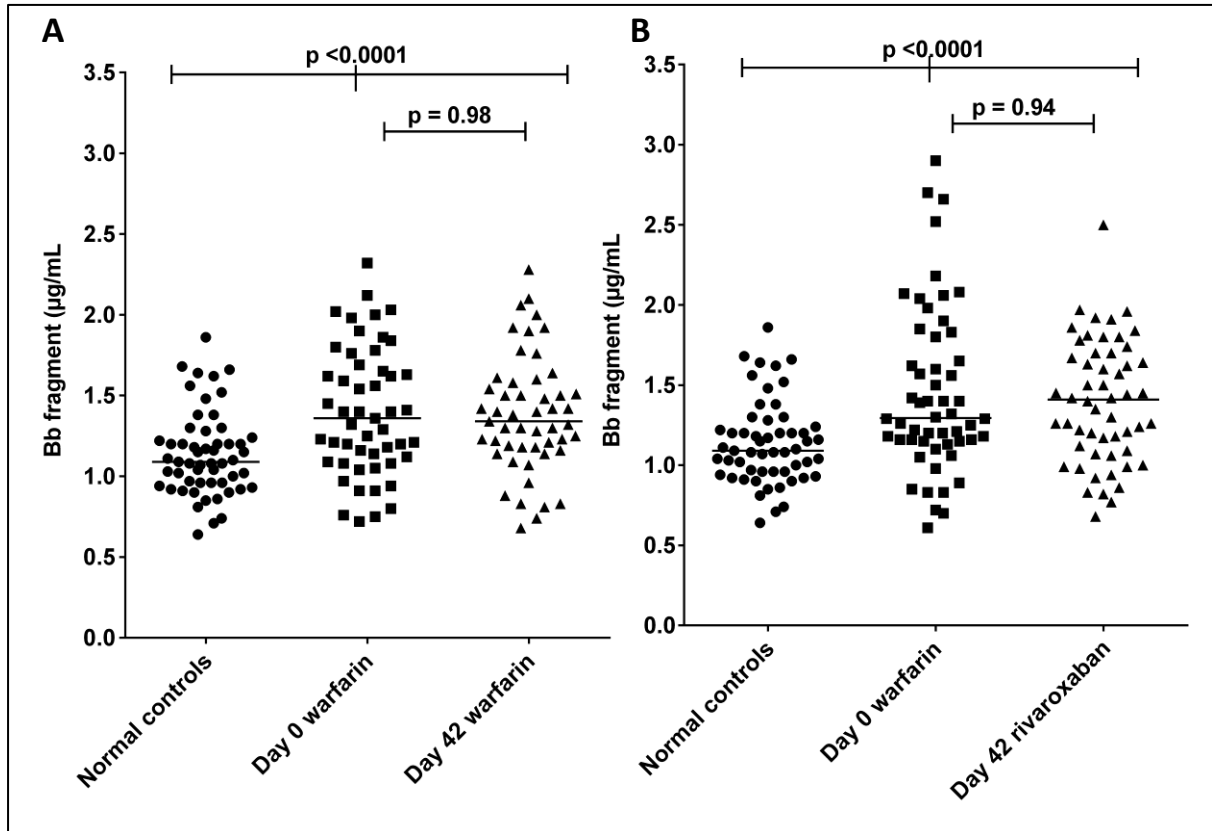 A
p <0.0001
p = 0.98
Bb fragment (µg/mL)
3.5
3.0
2.5
2.0
1.5
1.0
0.5
0.0
Normal controls
Day 0 warfarin
Day 42 warfarin
B
p <0.0001
p = 0.94
Bb fragment (µg/mL)
3.5
3.0
2.5
2.0
1.5
1.0
0.5
0.0
Normal controls
Day 0 warfarin
Day 42 rivaroxaban